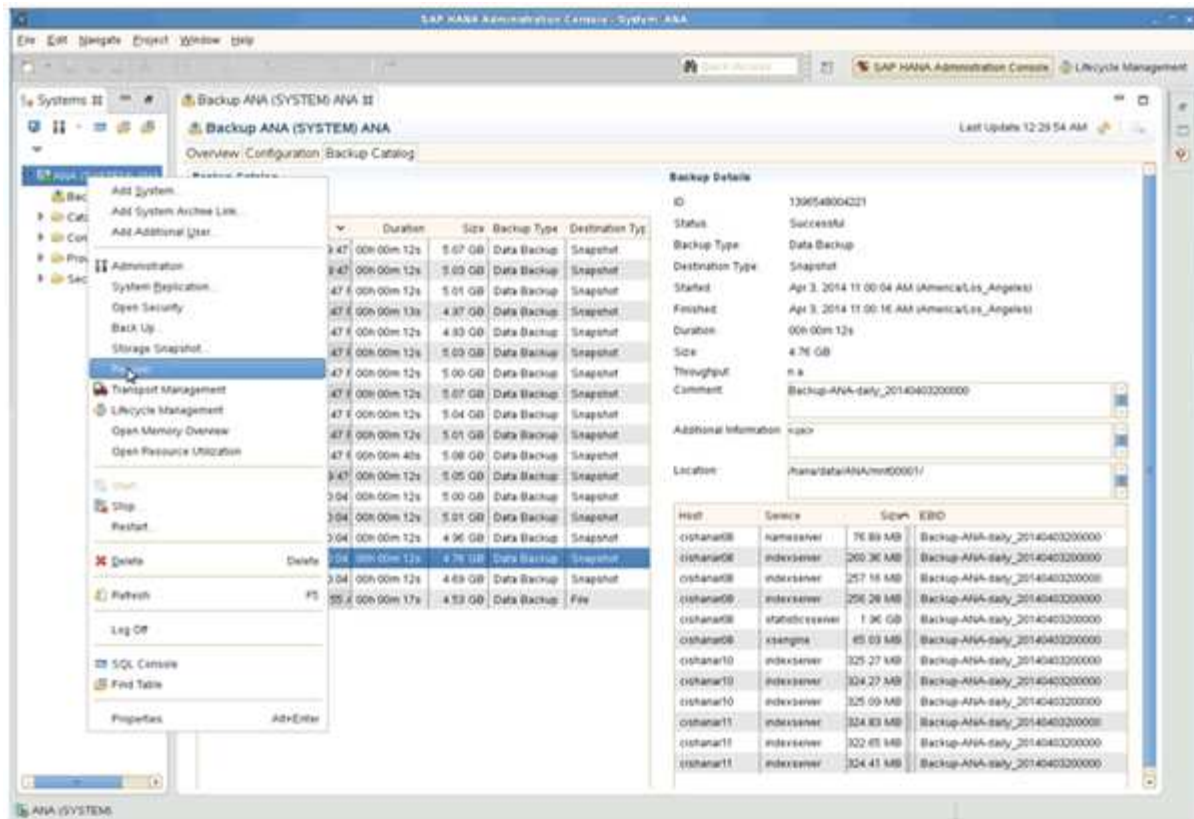 SAP HANA Administration Console - System: ANA
File Edit Navigate Project Window Help
SAP HANA Administration Console Lifecycle Management
Systems
Backup ANA (SYSTEM) ANA
Backup ANA (SYSTEM) ANA
Last Update 12:29:54 AM
Overview Configuration Backup Catalog
Add System...
Add System Archive Link...
Add Additional User...
Administration
System Replication...
Open Security
Back Up...
Storage Snapshot...
Transport Management
Lifecycle Management
Open Memory Overview
Open Resource Utilization
Start
Stop
Restart...
Delete Delete
Refresh F5
Log Off
SQL Console
Find Table
Properties Alt+Enter
Duration Size Backup Type Destination Typ
00h 00m 12s 5.07 GB Data Backup Snapshot
00h 00m 12s 5.03 GB Data Backup Snapshot
00h 00m 12s 5.01 GB Data Backup Snapshot
00h 00m 13s 4.97 GB Data Backup Snapshot
00h 00m 12s 4.93 GB Data Backup Snapshot
00h 00m 12s 5.03 GB Data Backup Snapshot
00h 00m 12s 5.00 GB Data Backup Snapshot
00h 00m 12s 5.07 GB Data Backup Snapshot
00h 00m 12s 5.04 GB Data Backup Snapshot
00h 00m 12s 5.01 GB Data Backup Snapshot
00h 00m 40s 5.08 GB Data Backup Snapshot
00h 00m 12s 5.05 GB Data Backup Snapshot
00h 00m 12s 5.00 GB Data Backup Snapshot
00h 00m 12s 5.01 GB Data Backup Snapshot
00h 00m 12s 4.96 GB Data Backup Snapshot
00h 00m 12s 4.76 GB Data Backup Snapshot
00h 00m 12s 4.69 GB Data Backup Snapshot
00h 00m 17s 4.53 GB Data Backup File
Backup Details
ID 1396548004221
Status Successful
Backup Type Data Backup
Destination Type Snapshot
Started Apr 3, 2014 11:00:04 AM (America/Los_Angeles)
Finished Apr 3, 2014 11:00:16 AM (America/Los_Angeles)
Duration 00h 00m 12s
Size 4.76 GB
Throughput n.a.
Comment Backup-ANA-daily_20140403200000
Additional Information <ok>
Location /hana/data/ANA/mnt00001/
Host Service Size EBID
cishanar08 nameserver 76.89 MB Backup-ANA-daily_20140403200000
cishanar08 indexserver 260.36 MB Backup-ANA-daily_20140403200000
cishanar08 indexserver 257.16 MB Backup-ANA-daily_20140403200000
cishanar08 indexserver 256.28 MB Backup-ANA-daily_20140403200000
cishanar08 statisticsserver 1.96 GB Backup-ANA-daily_20140403200000
cishanar08 xsengine 65.03 MB Backup-ANA-daily_20140403200000
cishanar10 indexserver 325.27 MB Backup-ANA-daily_20140403200000
cishanar10 indexserver 324.27 MB Backup-ANA-daily_20140403200000
cishanar10 indexserver 325.09 MB Backup-ANA-daily_20140403200000
cishanar11 indexserver 324.83 MB Backup-ANA-daily_20140403200000
cishanar11 indexserver 322.65 MB Backup-ANA-daily_20140403200000
cishanar11 indexserver 324.41 MB Backup-ANA-daily_20140403200000
ANA (SYSTEM)